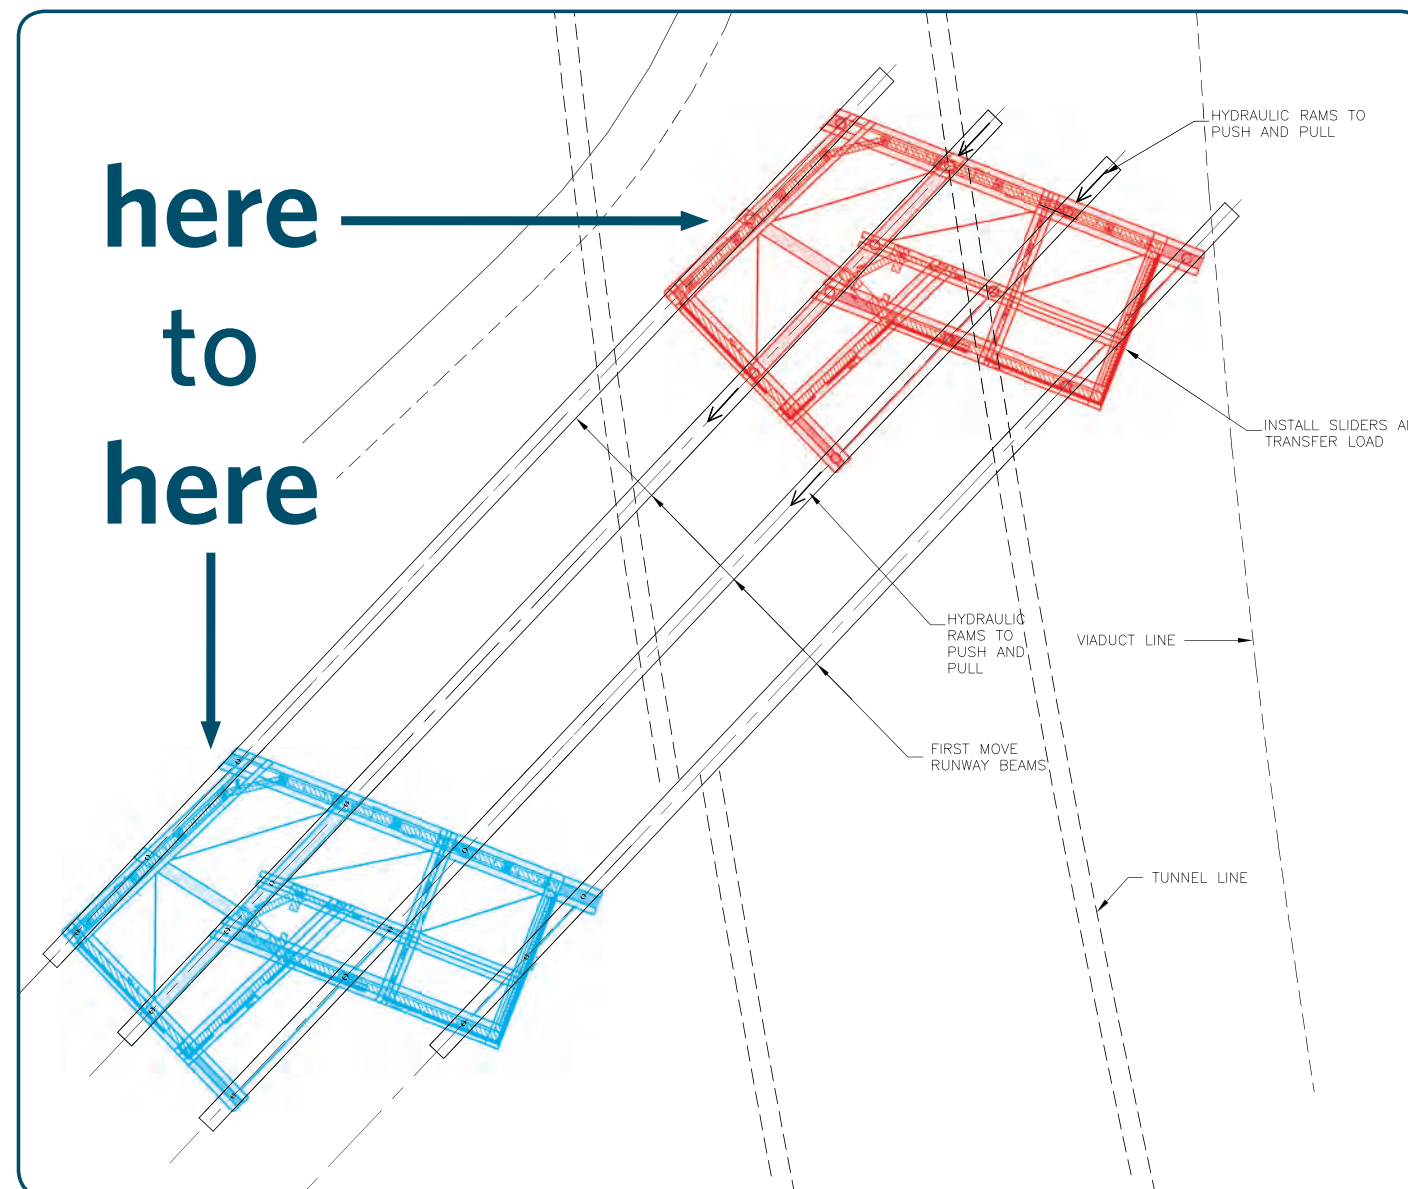 here
to
here
HYDRAULIC RAMS TO
PUSH AND PULL
INSTALL SLIDERS
TRANSFER LOAD
HYDRAULIC
RAMS TO
PUSH AND
PULL
VIADUCT LINE
FIRST MOVE
RUNWAY BEAMS
TUNNEL LINE